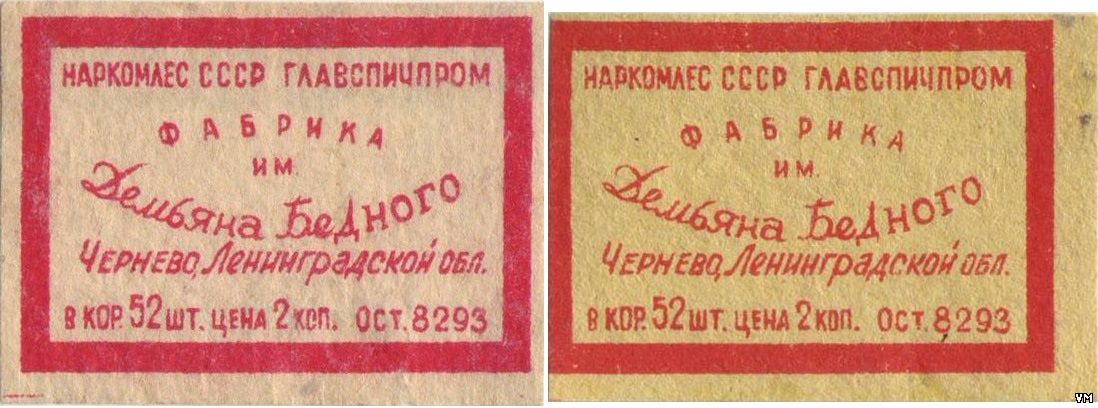 НАРКОМЛЕС СССР ГЛАВСПИЧПРОМ
ФАБРИКА
ИМ.
Демьяна Бедного
ЧЕРНЕВО, ЛЕНИНГРАДСКОЙ ОБЛ.
В КОР. 52 ШТ. ЦЕНА 2 КОП. ОСТ. 8293
НАРКОМЛЕС СССР ГЛАВСПИЧПРОМ
ФАБРИКА
ИМ.
Демьяна Бедного
ЧЕРНЕВО, ЛЕНИНГРАДСКОЙ ОБЛ.
В КОР. 52 ШТ. ЦЕНА 2 КОП. ОСТ. 8293
VM